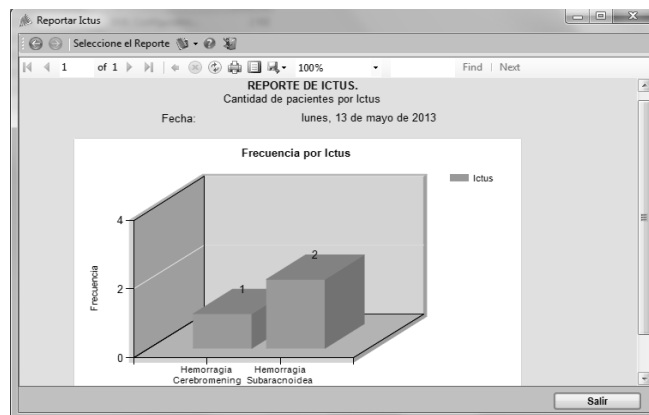 Reportar Ictus
Seleccione el Reporte
1 of 1 100% Find | Next
REPORTE DE ICTUS.
Cantidad de pacientes por Ictus
Fecha: lunes, 13 de mayo de 2013
Frecuencia por Ictus
Ictus
4
2
0
Frecuencia
1
2
Hemorragia
Cerebromening
Hemorragia
Subaracnoidea
Salir